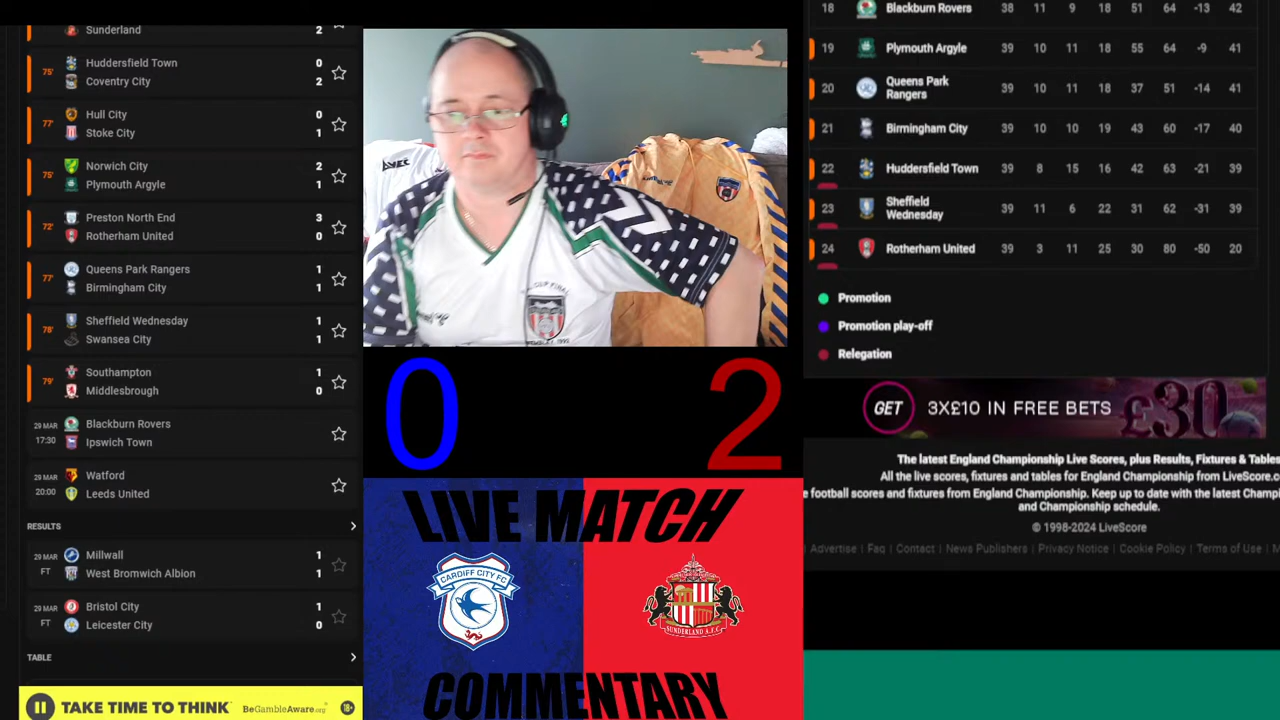 Sunderland 2
75' Huddersfield Town 0
Coventry City 2
77' Hull City 0
Stoke City 1
75' Norwich City 2
Plymouth Argyle 1
72' Preston North End 3
Rotherham United 0
77' Queens Park Rangers 1
Birmingham City 1
78' Sheffield Wednesday 1
Swansea City 1
79' Southampton 1
Middlesbrough 0
29 MAR Blackburn Rovers
17:30 Ipswich Town
29 MAR Watford
20:00 Leeds United
RESULTS
29 MAR Millwall 1
FT West Bromwich Albion 1
29 MAR Bristol City 1
FT Leicester City 0
TABLE
TAKE TIME TO THINK BeGambleAware.org 18+
0 2
LIVE MATCH
CARDIFF CITY FC
SUNDERLAND A.F.C
COMMENTARY
18 Blackburn Rovers 38 11 9 18 51 64 -13 42
19 Plymouth Argyle 39 10 11 18 55 64 -9 41
20 Queens Park Rangers 39 10 11 18 37 51 -14 41
21 Birmingham City 39 10 10 19 43 60 -17 40
22 Huddersfield Town 39 8 15 16 42 63 -21 39
23 Sheffield Wednesday 39 11 6 22 31 62 -31 39
24 Rotherham United 39 3 11 25 30 80 -50 20
Promotion
Promotion play-off
Relegation
GET 3X£10 IN FREE BETS £30
The latest England Championship Live Scores, plus Results, Fixtures & Tables
All the live scores, fixtures and tables for England Championship from LiveScore.c
e football scores and fixtures from England Championship. Keep up to date with the latest Champi
and Championship schedule.
© 1998-2024 LiveScore
Advertise Faq Contact News Publishers Privacy Notice Cookie Policy Terms of Use